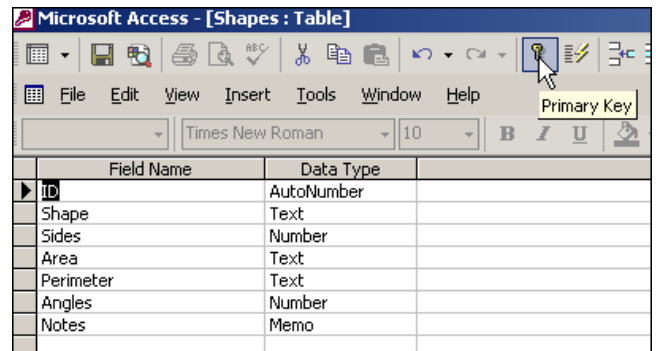 Microsoft Access - [Shapes : Table]
ABC
File Edit View Insert Tools Window Help
Primary Key
Times New Roman 10 B I U
Field Name Data Type
ID AutoNumber
Shape Text
Sides Number
Area Text
Perimeter Text
Angles Number
Notes Memo